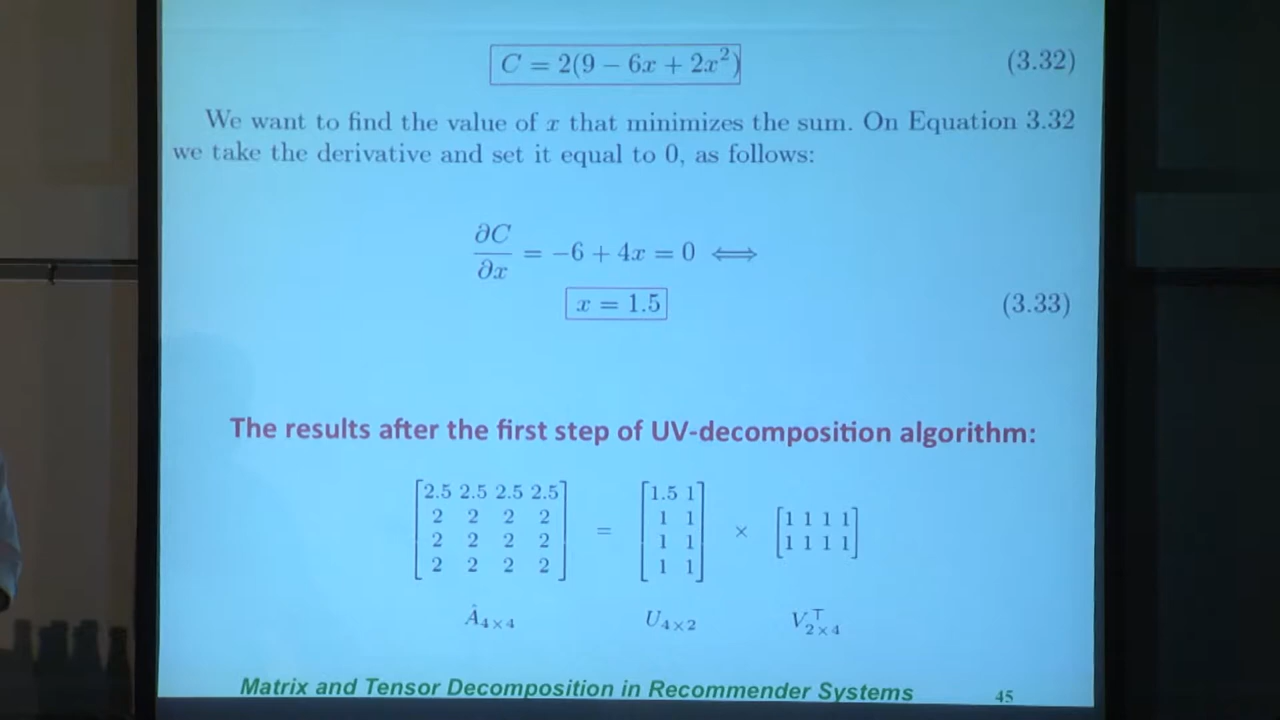 C = 2(9 − 6x + 2x²) (3.32)
We want to find the value of x that minimizes the sum. On Equation 3.32
we take the derivative and set it equal to 0, as follows:
∂C/∂x = −6 + 4x = 0 ⟺
x = 1.5 (3.33)
The results after the first step of UV-decomposition algorithm:
[2.5 2.5 2.5 2.5] [1.5 1]
[2 2 2 2] = [1 1] × [1 1 1 1]
[2 2 2 2] [1 1] [1 1 1 1]
[2 2 2 2] [1 1]
Â4×4 U4×2 V⊤2×4
Matrix and Tensor Decomposition in Recommender Systems 45